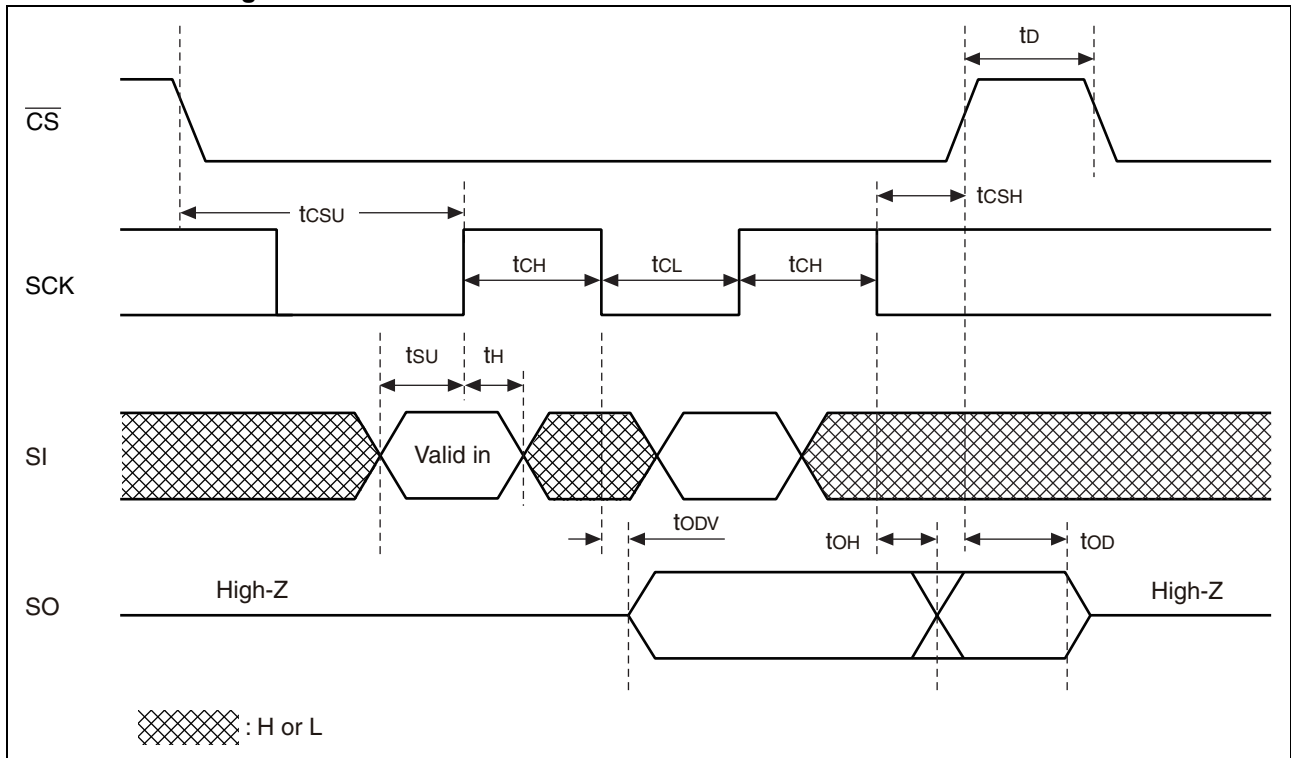 tD
CS
tCSH
tCSU
tCH
tCL
tCH
SCK
tSU
tH
SI
Valid in
tODV
tOH
tOD
High-Z
High-Z
SO
: H or L